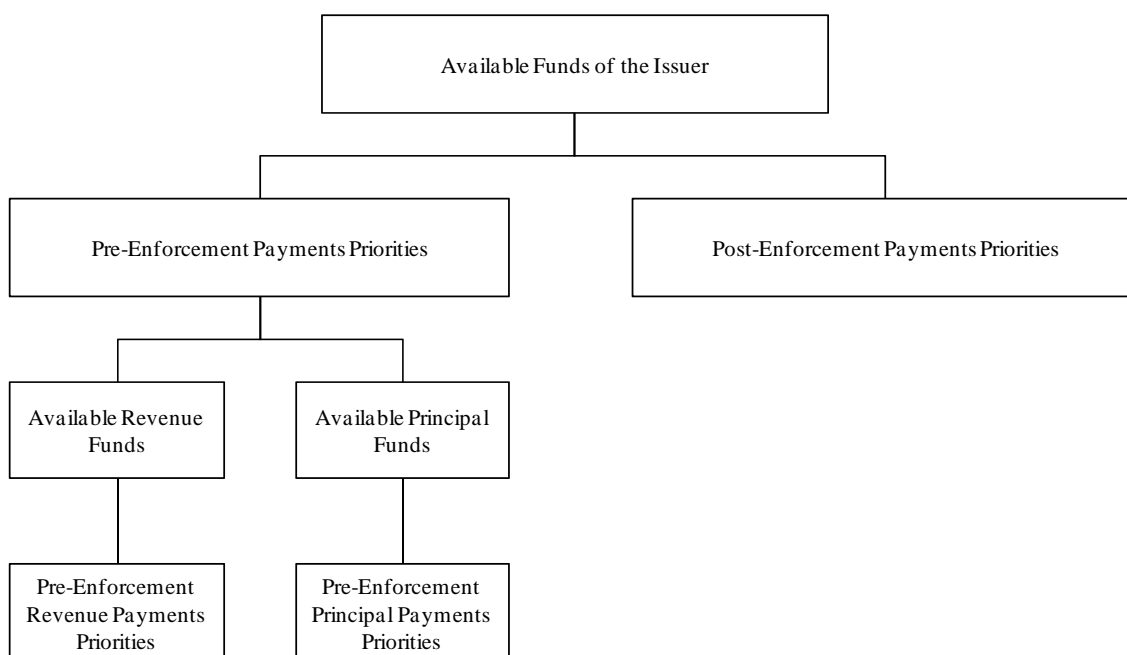 Available Funds of the Issuer
Pre-Enforcement Payments Priorities
Post-Enforcement Payments Priorities
Available Revenue
Funds
Available Principal
Funds
Pre-Enforcement
Revenue Payments
Priorities
Pre-Enforcement
Principal Payments
Priorities